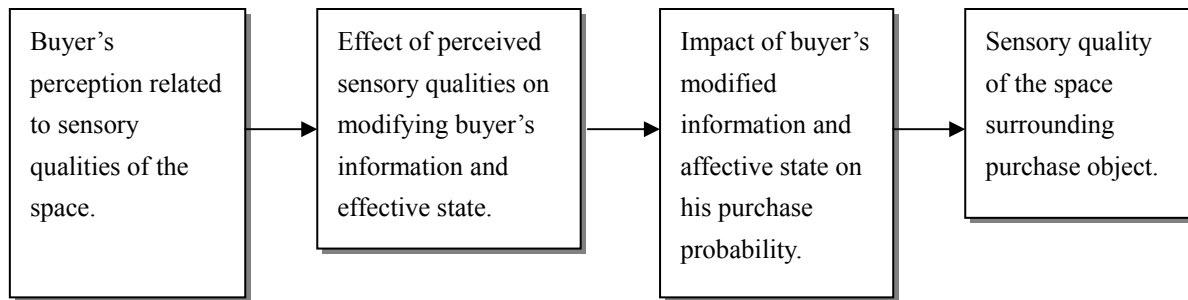 Buyer’s
perception related
to sensory
qualities of the
space.
Effect of perceived
sensory qualities on
modifying buyer’s
information and
effective state.
Impact of buyer’s
modified
information and
affective state on
his purchase
probability.
Sensory quality
of the space
surrounding
purchase object.